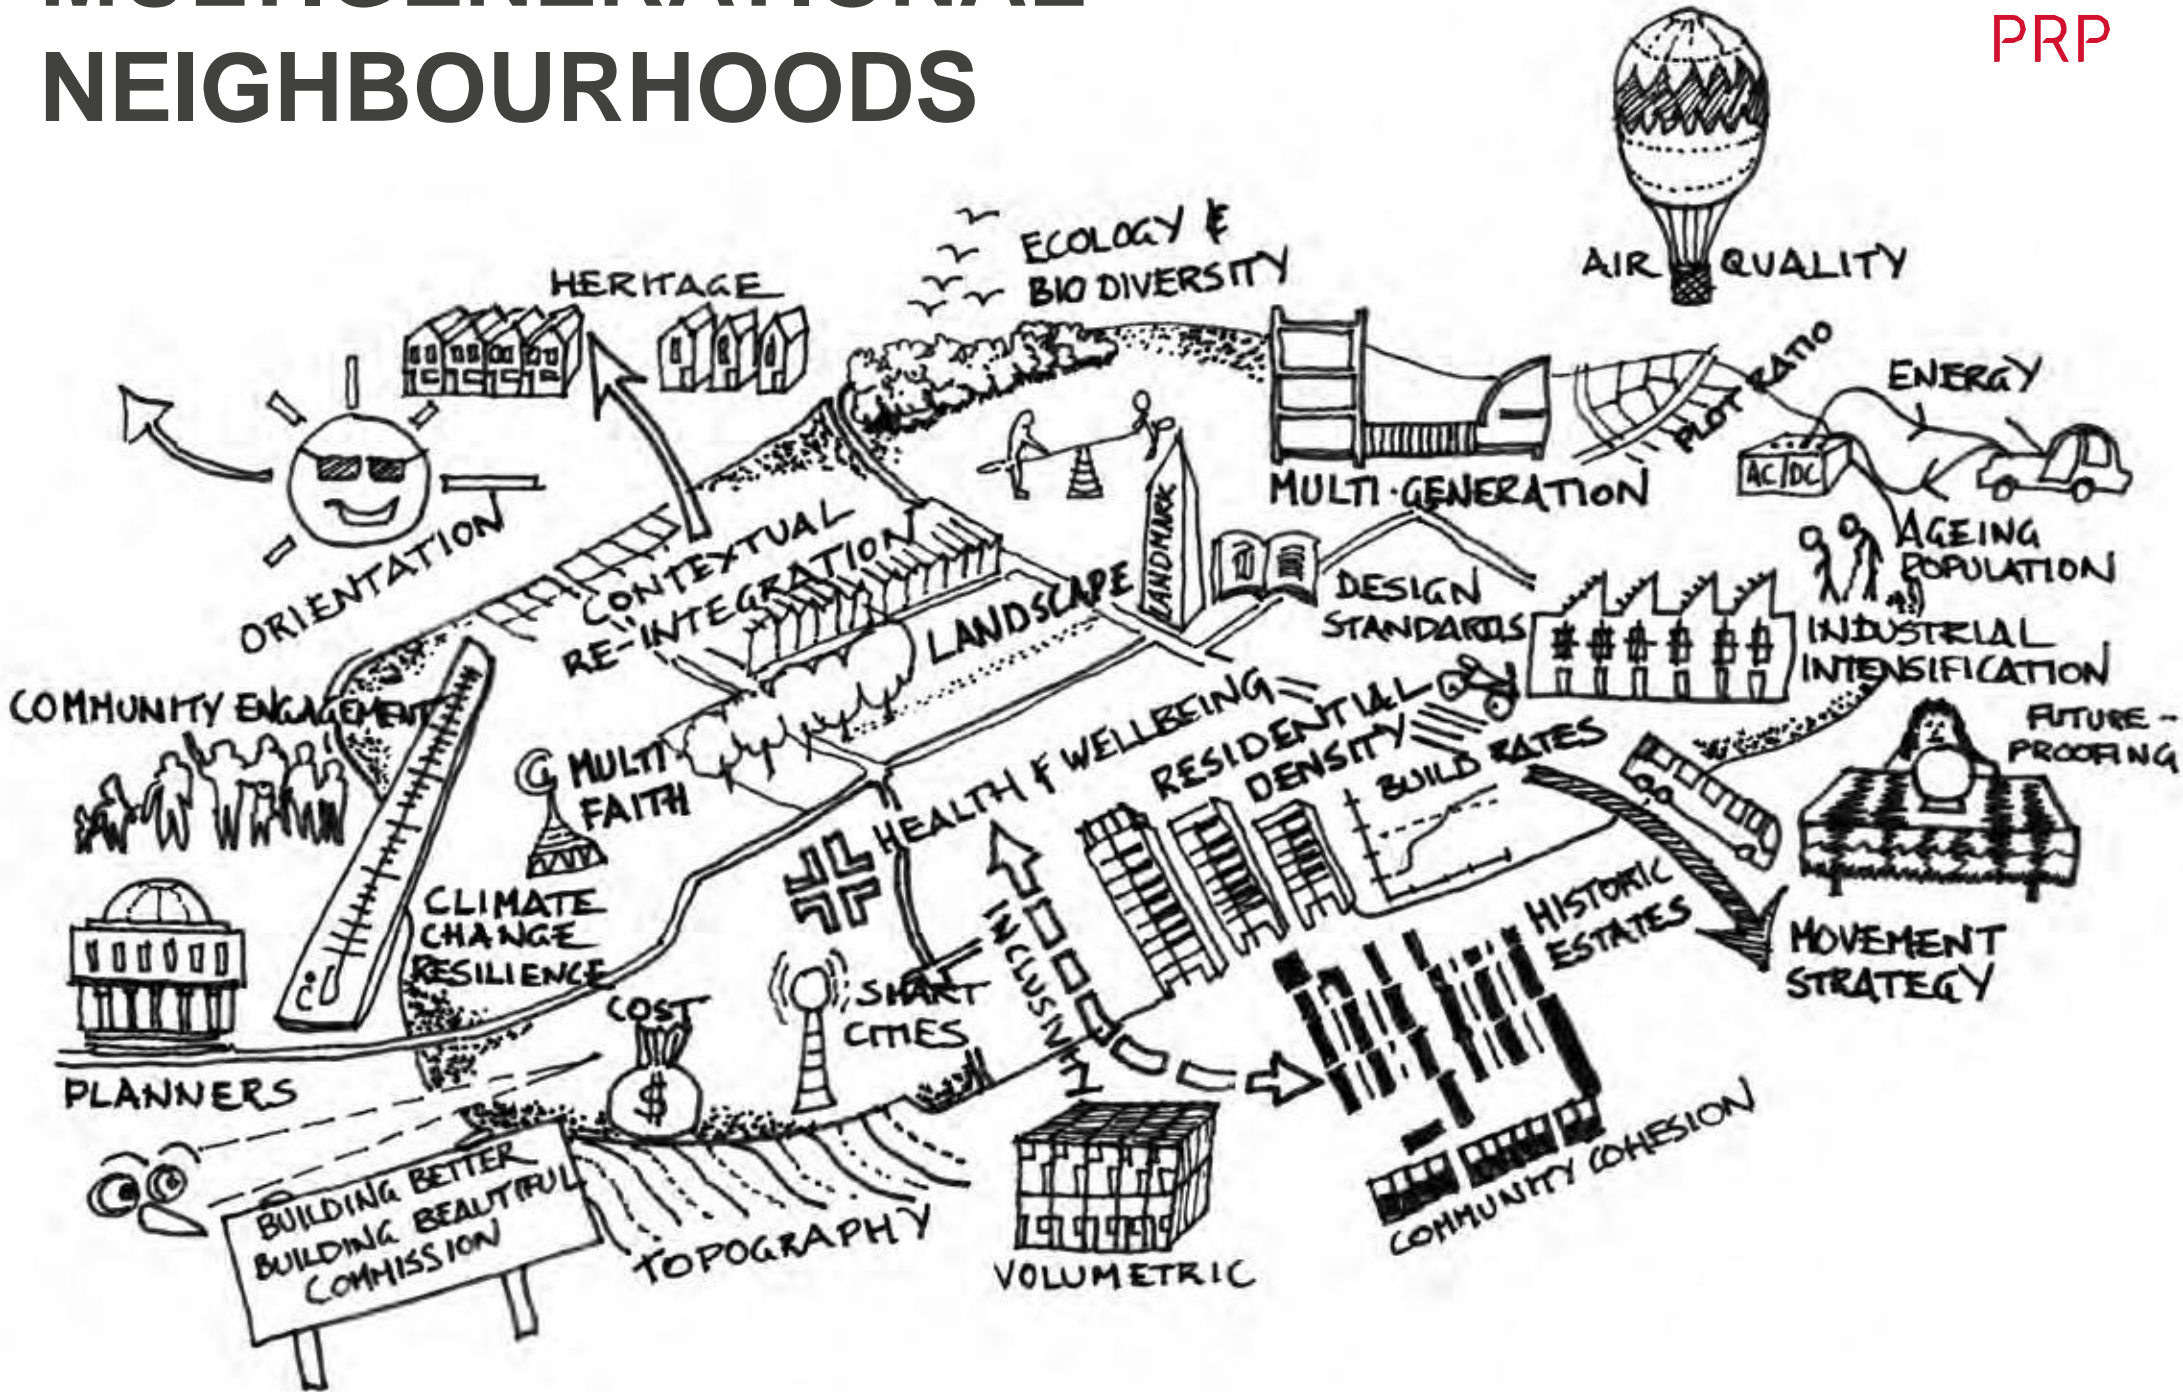 MULTIGENERATIONAL
NEIGHBOURHOODS
PRP
AIR QUALITY
ECOLOGY &
BIODIVERSITY
HERITAGE
PLOT RATIO
ENERGY
AC/DC
MULTI-GENERATION
ORIENTATION
CONTEXTUAL
RE-INTEGRATION
LANDMARK
LANDSCAPE
DESIGN
STANDARDS
AGEING
POPULATION
INDUSTRIAL
INTENSIFICATION
COMMUNITY ENGAGEMENT
MULTI
FAITH
HEALTH & WELLBEING
RESIDENTIAL
DENSITY
BUILD RATES
FUTURE-
PROOFING
°C
CLIMATE
CHANGE
RESILIENCE
INCLUSIVITY
HISTORIC
ESTATES
MOVEMENT
STRATEGY
COST
$
SMART
CITIES
PLANNERS
BUILDING BETTER
BUILDING BEAUTIFUL
COMMISSION
TOPOGRAPHY
VOLUMETRIC
COMMUNITY COHESION